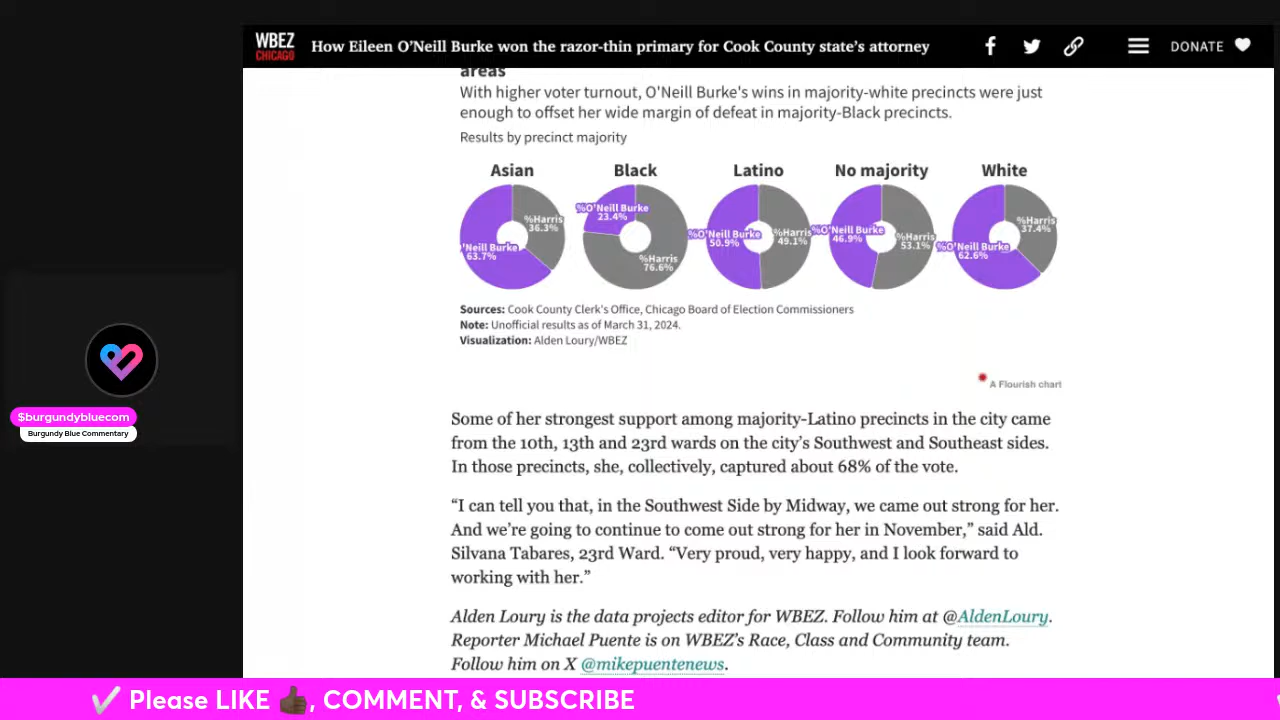 WBEZ
CHICAGO
How Eileen O’Neill Burke won the razor-thin primary for Cook County state’s attorney
DONATE
areas
With higher voter turnout, O'Neill Burke's wins in majority-white precincts were just
enough to offset her wide margin of defeat in majority-Black precincts.
Results by precinct majority
Asian
Black
Latino
No majority
White
%Harris
36.3%
'Neill Burke
63.7%
%O'Neill Burke
23.4%
%Harris
76.6%
%O'Neill Burke
50.9%
%Harris
49.1%
%O'Neill Burke
46.9%
%Harris
53.1%
%Harris
37.4%
%O'Neill Burke
62.6%
Sources: Cook County Clerk's Office, Chicago Board of Election Commissioners
Note: Unofficial results as of March 31, 2024.
Visualization: Alden Loury/WBEZ
A Flourish chart
Some of her strongest support among majority-Latino precincts in the city came
from the 10th, 13th and 23rd wards on the city’s Southwest and Southeast sides.
In those precincts, she, collectively, captured about 68% of the vote.
“I can tell you that, in the Southwest Side by Midway, we came out strong for her.
And we’re going to continue to come out strong for her in November,” said Ald.
Silvana Tabares, 23rd Ward. “Very proud, very happy, and I look forward to
working with her.”
Alden Loury is the data projects editor for WBEZ. Follow him at @AldenLoury.
Reporter Michael Puente is on WBEZ’s Race, Class and Community team.
Follow him on X @mikepuentenews.
$burgundybluecom
Burgundy Blue Commentary
✔️ Please LIKE 👍🏿, COMMENT, & SUBSCRIBE